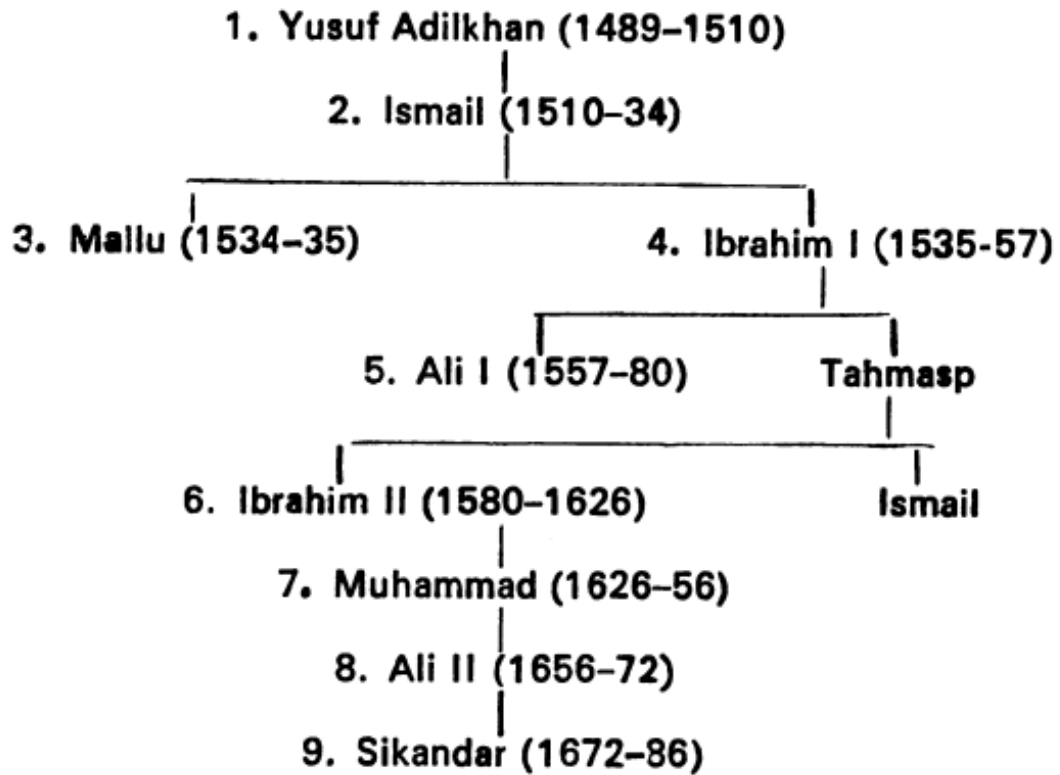 1. Yusuf Adilkhan (1489–1510)
2. Ismail (1510–34)
3. Mallu (1534–35) 4. Ibrahim I (1535-57)
5. Ali I (1557–80) Tahmasp
6. Ibrahim II (1580–1626) Ismail
7. Muhammad (1626–56)
8. Ali II (1656–72)
9. Sikandar (1672–86)